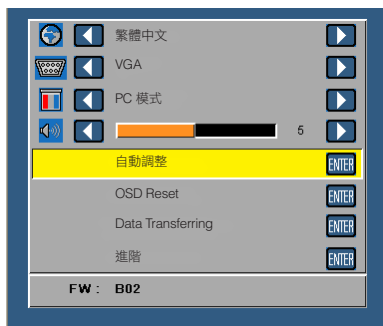 繁體中文
VGA
PC 模式
5
自動調整 ENTER
OSD Reset ENTER
Data Transferring ENTER
進階 ENTER
FW : B02